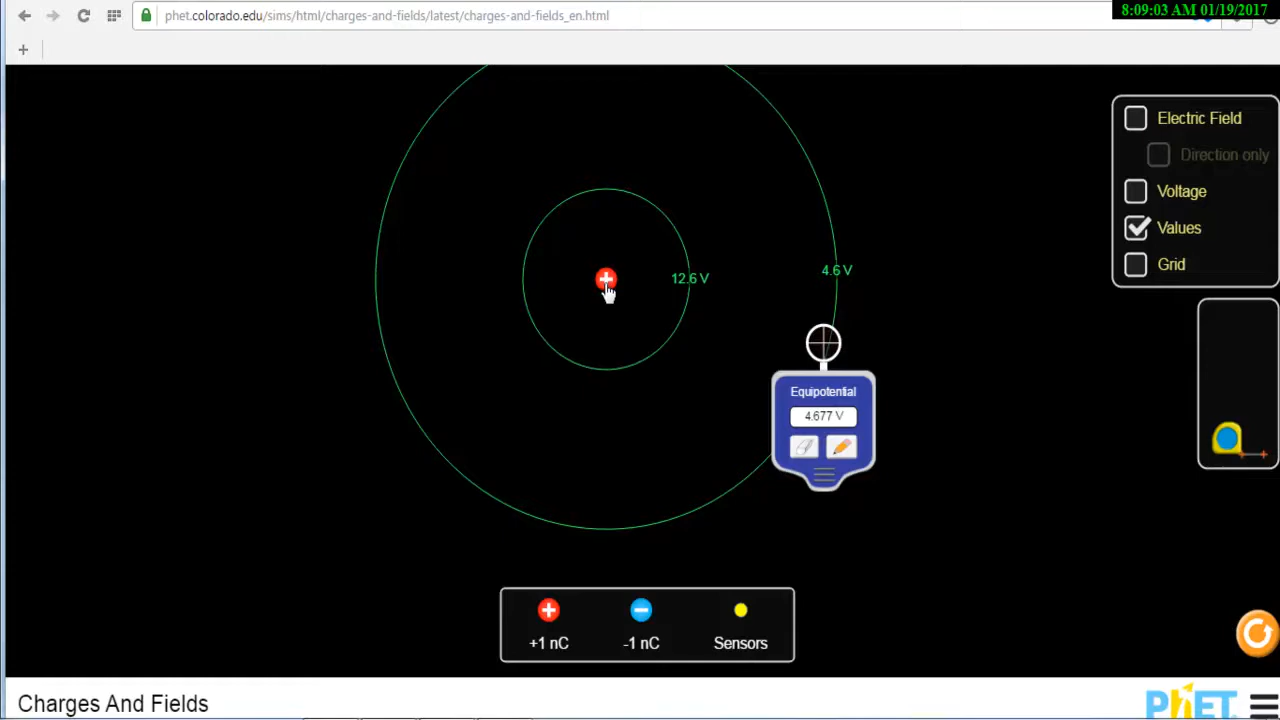 8:09:03 AM 01/19/2017
phet.colorado.edu/sims/html/charges-and-fields/latest/charges-and-fields_en.html
Electric Field
Direction only
Voltage
Values
Grid
12.6 V
4.6 V
Equipotential
4.677 V
+1 nC
-1 nC
Sensors
Charges And Fields
PhET